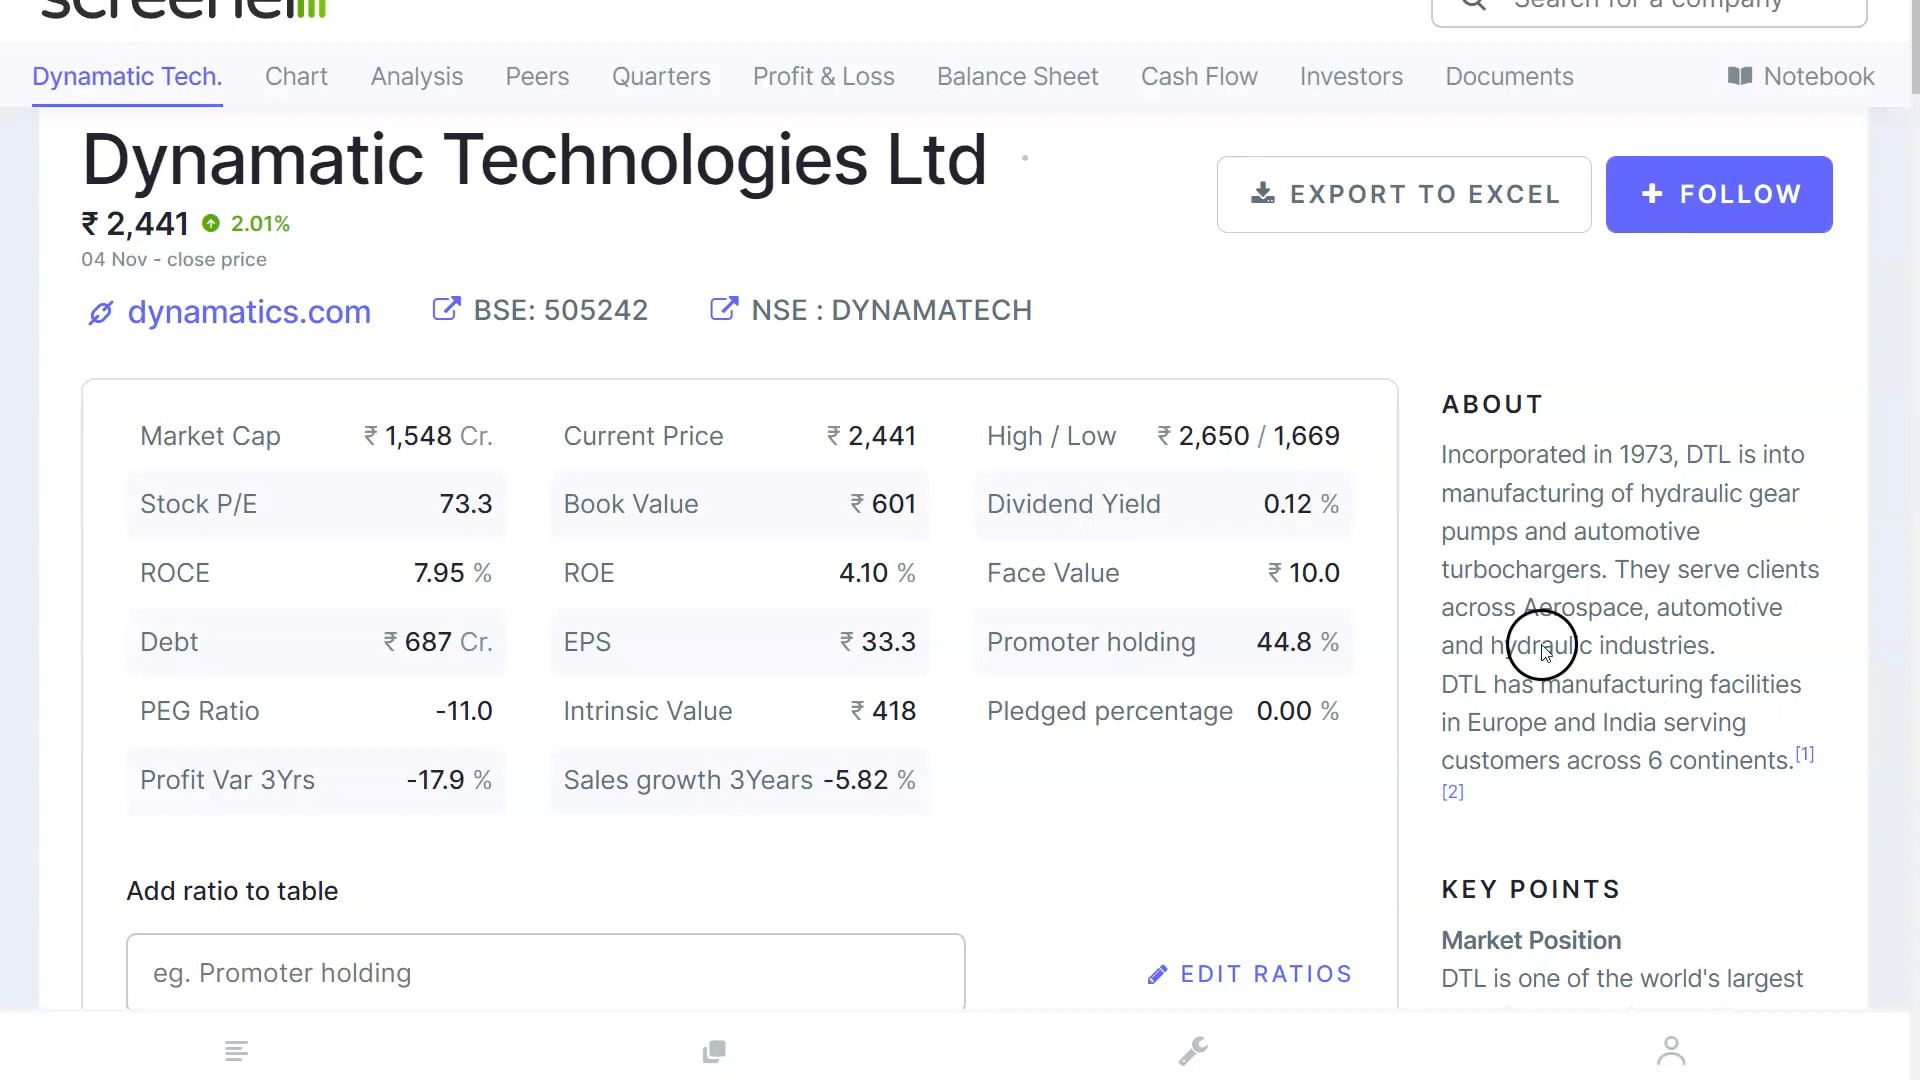 screener
Search for a company
Dynamatic Tech. Chart Analysis Peers Quarters Profit & Loss Balance Sheet Cash Flow Investors Documents Notebook
Dynamatic Technologies Ltd
EXPORT TO EXCEL
+ FOLLOW
₹ 2,441 2.01%
04 Nov - close price
dynamatics.com BSE: 505242 NSE : DYNAMATECH
Market Cap ₹ 1,548 Cr. Current Price ₹ 2,441 High / Low ₹ 2,650 / 1,669
Stock P/E 73.3 Book Value ₹ 601 Dividend Yield 0.12 %
ROCE 7.95 % ROE 4.10 % Face Value ₹ 10.0
Debt ₹ 687 Cr. EPS ₹ 33.3 Promoter holding 44.8 %
PEG Ratio -11.0 Intrinsic Value ₹ 418 Pledged percentage 0.00 %
Profit Var 3Yrs -17.9 % Sales growth 3Years -5.82 %
Add ratio to table
eg. Promoter holding
EDIT RATIOS
ABOUT
Incorporated in 1973, DTL is into
manufacturing of hydraulic gear
pumps and automotive
turbochargers. They serve clients
across Aerospace, automotive
and hydraulic industries.
DTL has manufacturing facilities
in Europe and India serving
customers across 6 continents.[1]
[2]
KEY POINTS
Market Position
DTL is one of the world's largest